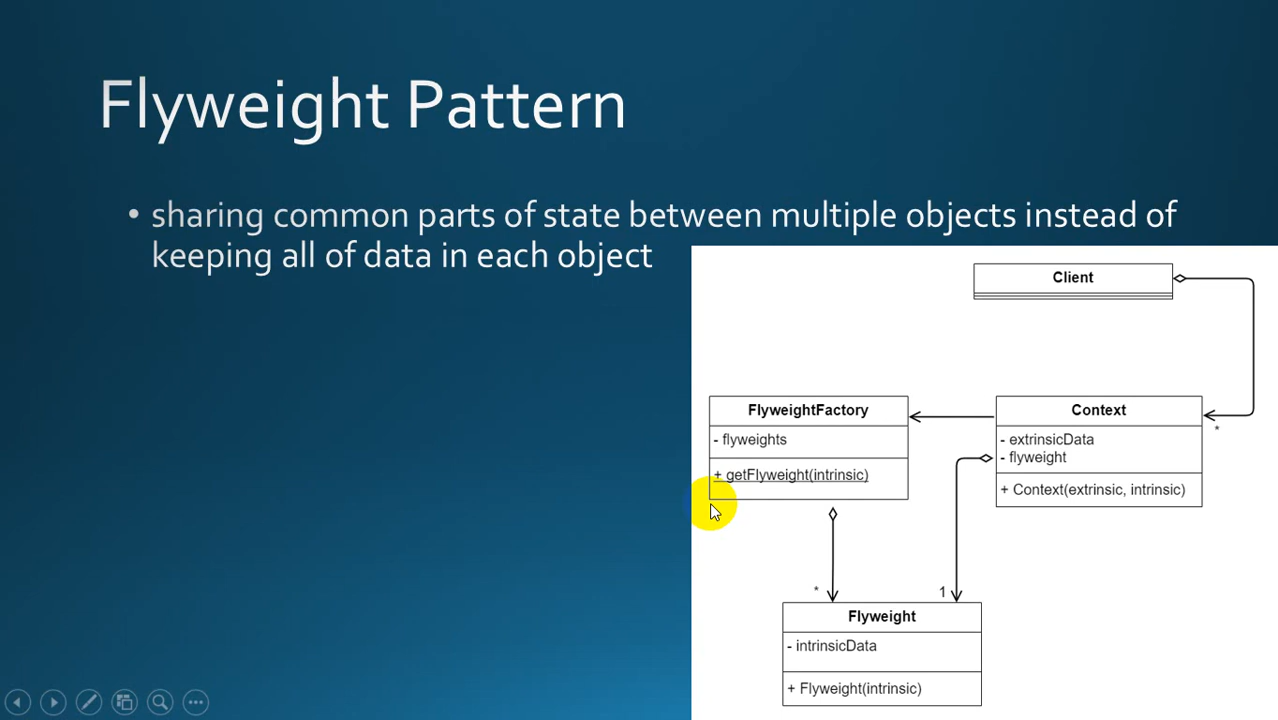 Flyweight Pattern
• sharing common parts of state between multiple objects instead of
keeping all of data in each object
Client
*
FlyweightFactory
- flyweights
+ getFlyweight(intrinsic)
Context
- extrinsicData
- flyweight
+ Context(extrinsic, intrinsic)
*
1
Flyweight
- intrinsicData
+ Flyweight(intrinsic)